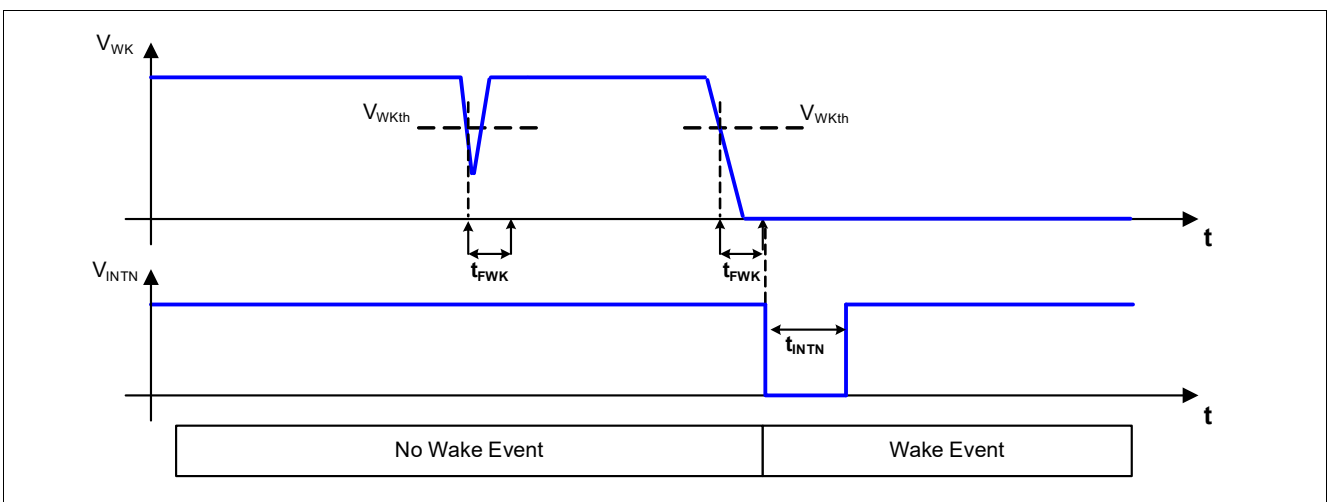 V_WK
V_WKth V_WKth
t
t_FWK t_FWK
V_INTN
t_INTN
t
No Wake Event Wake Event